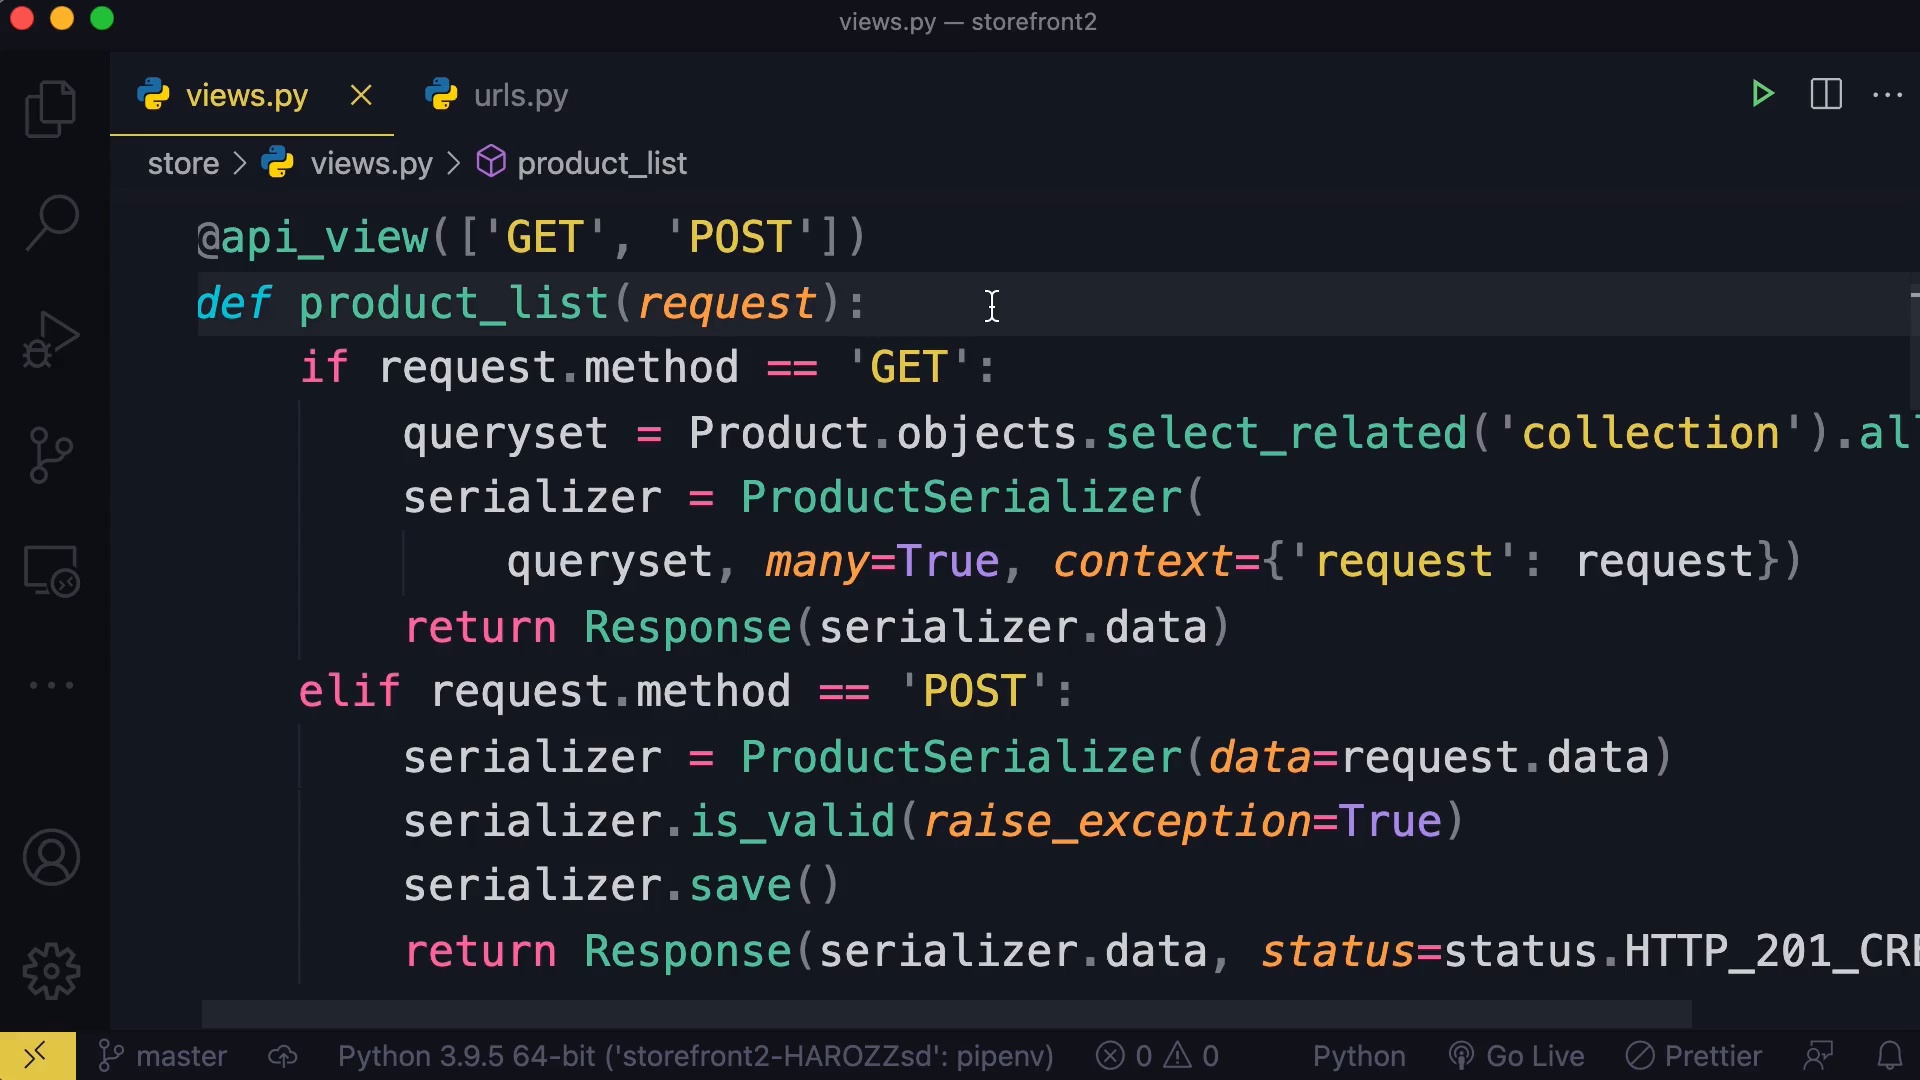 views.py — storefront2
views.py urls.py
store > views.py > product_list
@api_view(['GET', 'POST'])
def product_list(request):
    if request.method == 'GET':
        queryset = Product.objects.select_related('collection').al
        serializer = ProductSerializer(
            queryset, many=True, context={'request': request})
        return Response(serializer.data)
    elif request.method == 'POST':
        serializer = ProductSerializer(data=request.data)
        serializer.is_valid(raise_exception=True)
        serializer.save()
        return Response(serializer.data, status=status.HTTP_201_CRE
master Python 3.9.5 64-bit ('storefront2-HAROZZsd': pipenv) 0 0 Python Go Live Prettier